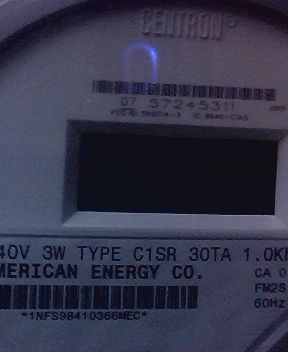 CENTRON
07 57245311
40V 3W TYPE C1SR 30TA 1.0K
MERICAN ENERGY CO.
CA 0
FM2S
60Hz
*1NFS98410366MEC*